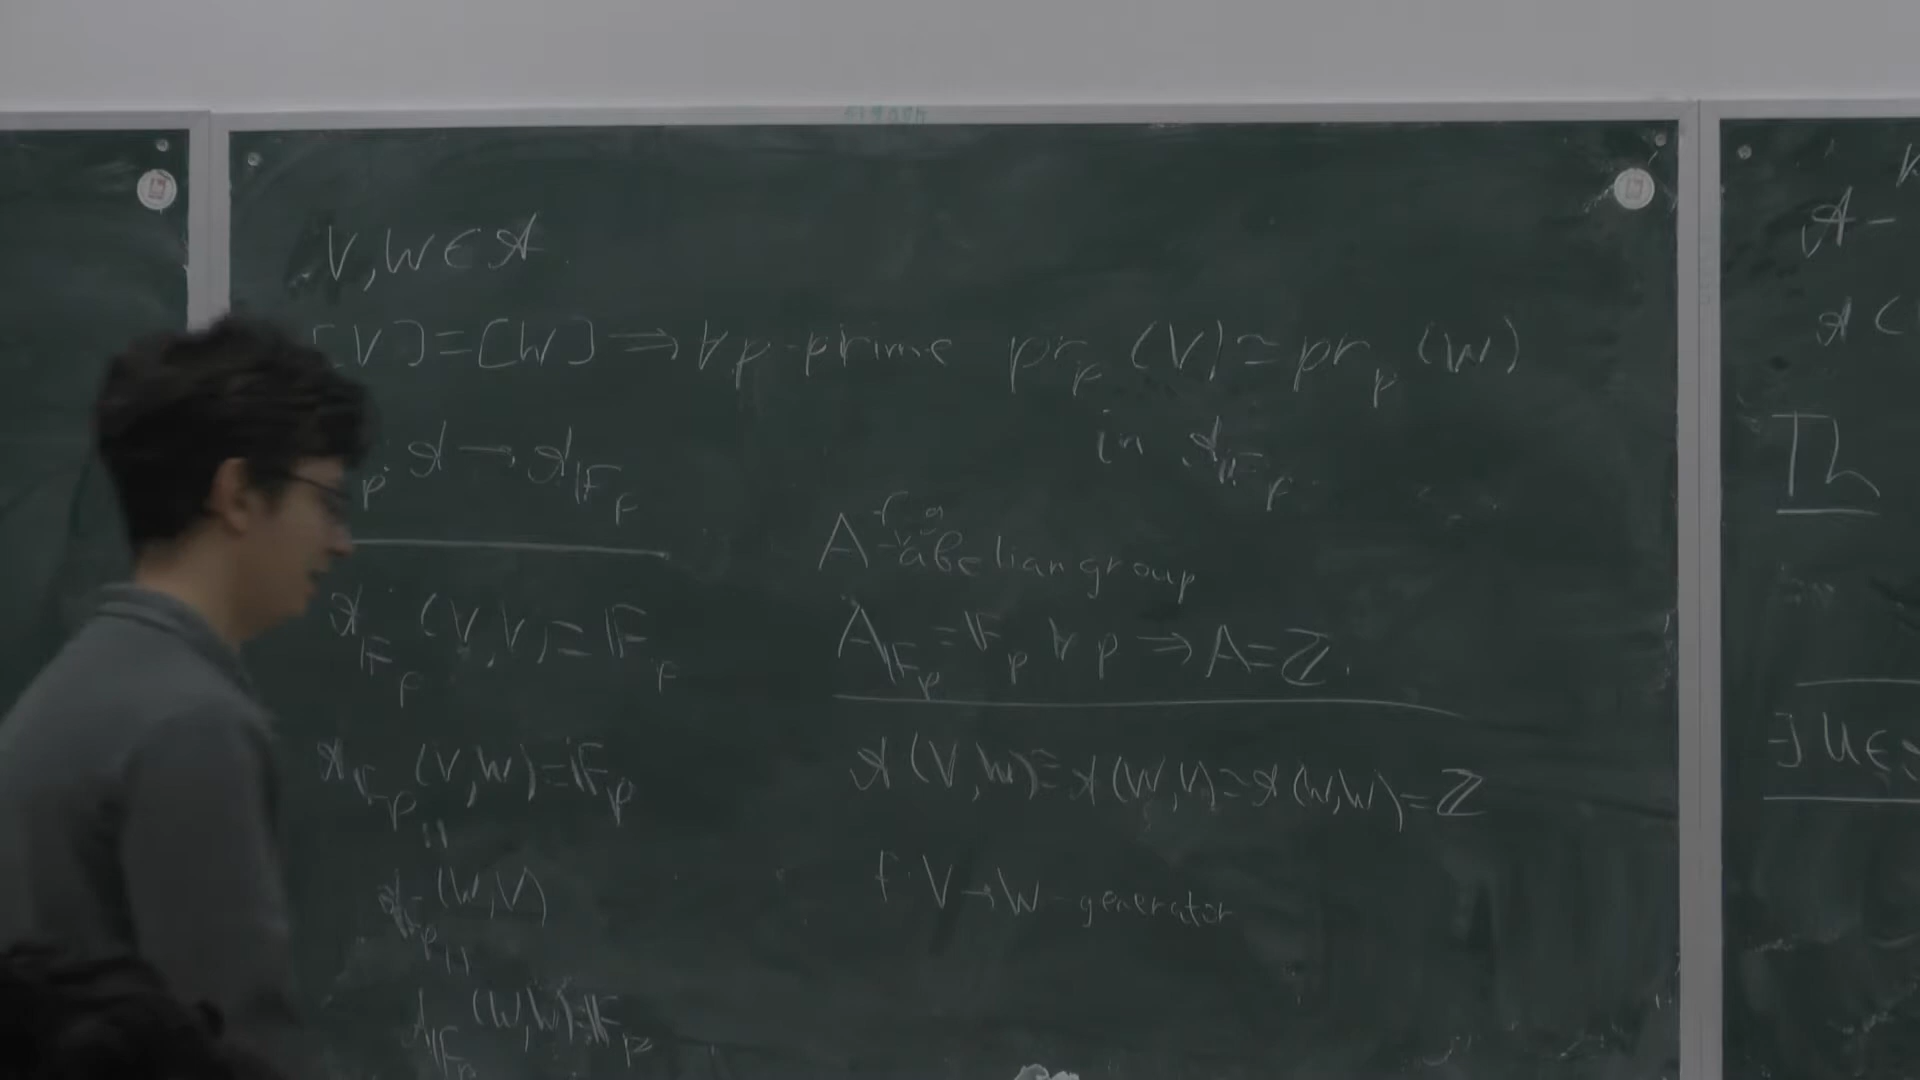 V, W ∈ 𝒜
[V] = [W] ⇒ ∀p-prime pr_p (V) ≃ pr_p (W)
in 𝒜_{𝔽_p}
p: 𝒜 → 𝒜_{𝔽_p}
𝒜_{𝔽_p} (V, V) = 𝔽_p
𝒜_{𝔽_p} (V, W) = 𝔽_p
||
𝒜_{𝔽_p} (W, V)
||
𝒜_{𝔽_p} (W, W) = 𝔽_p
A - abelian group
A_{𝔽_p} = 𝔽_p ∀p ⇒ A = ℤ.
𝒜 (V, W) ≅ 𝒜 (W, V) ≅ 𝒜 (W, W) = ℤ
f: V → W - generator
𝒜 -
𝒜 (
Th
∃ U ∈